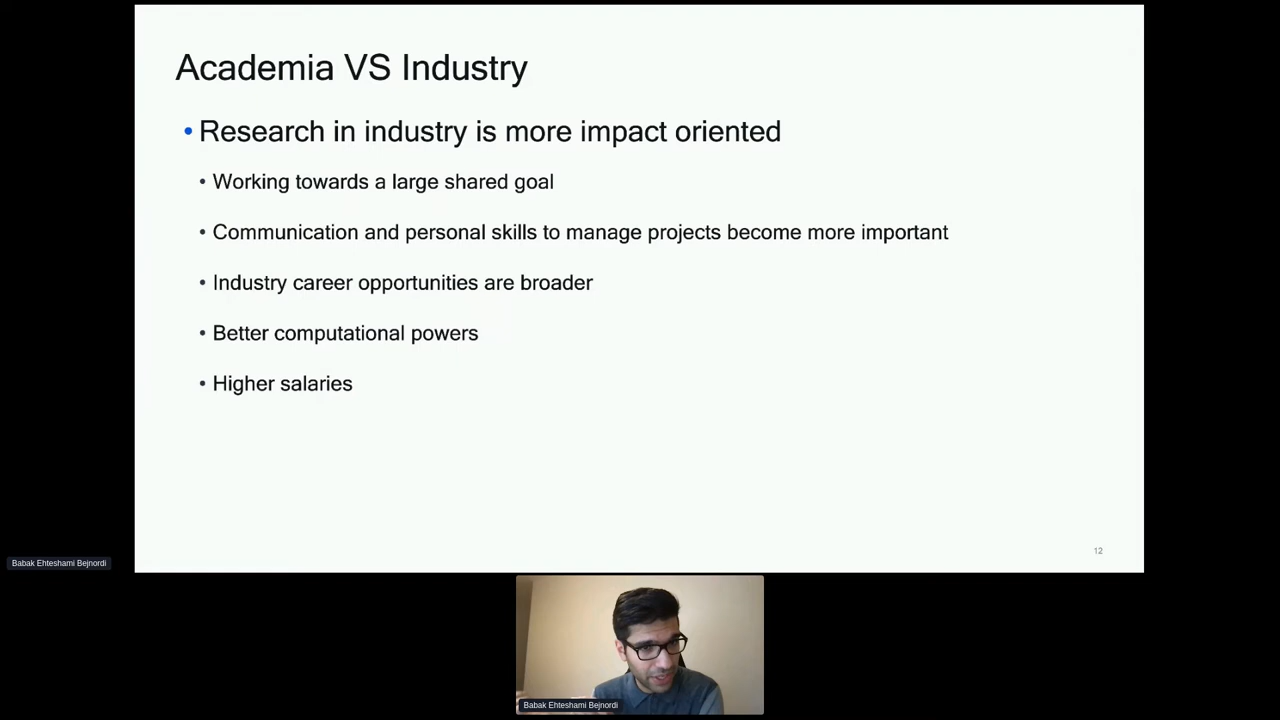 Academia VS Industry
• Research in industry is more impact oriented
• Working towards a large shared goal
• Communication and personal skills to manage projects become more important
• Industry career opportunities are broader
• Better computational powers
• Higher salaries
12
Babak Ehteshami Bejnordi
Babak Ehteshami Bejnordi